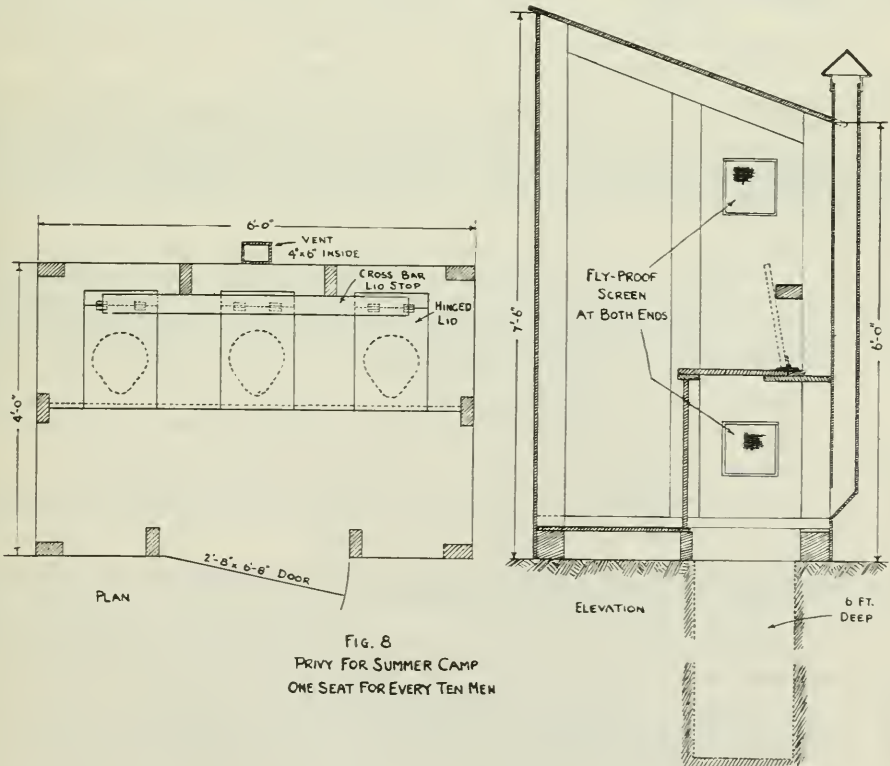 6'-0"
VENT
4"x6" INSIDE
CROSS BAR
LID STOP
HINGED
LID
4'-0"
2'-8" x 6'-8" DOOR
PLAN
7'-6"
FLY-PROOF
SCREEN
AT BOTH ENDS
6'-0"
ELEVATION
6 FT.
DEEP
FIG. 8
PRIVY FOR SUMMER CAMP
ONE SEAT FOR EVERY TEN MEN